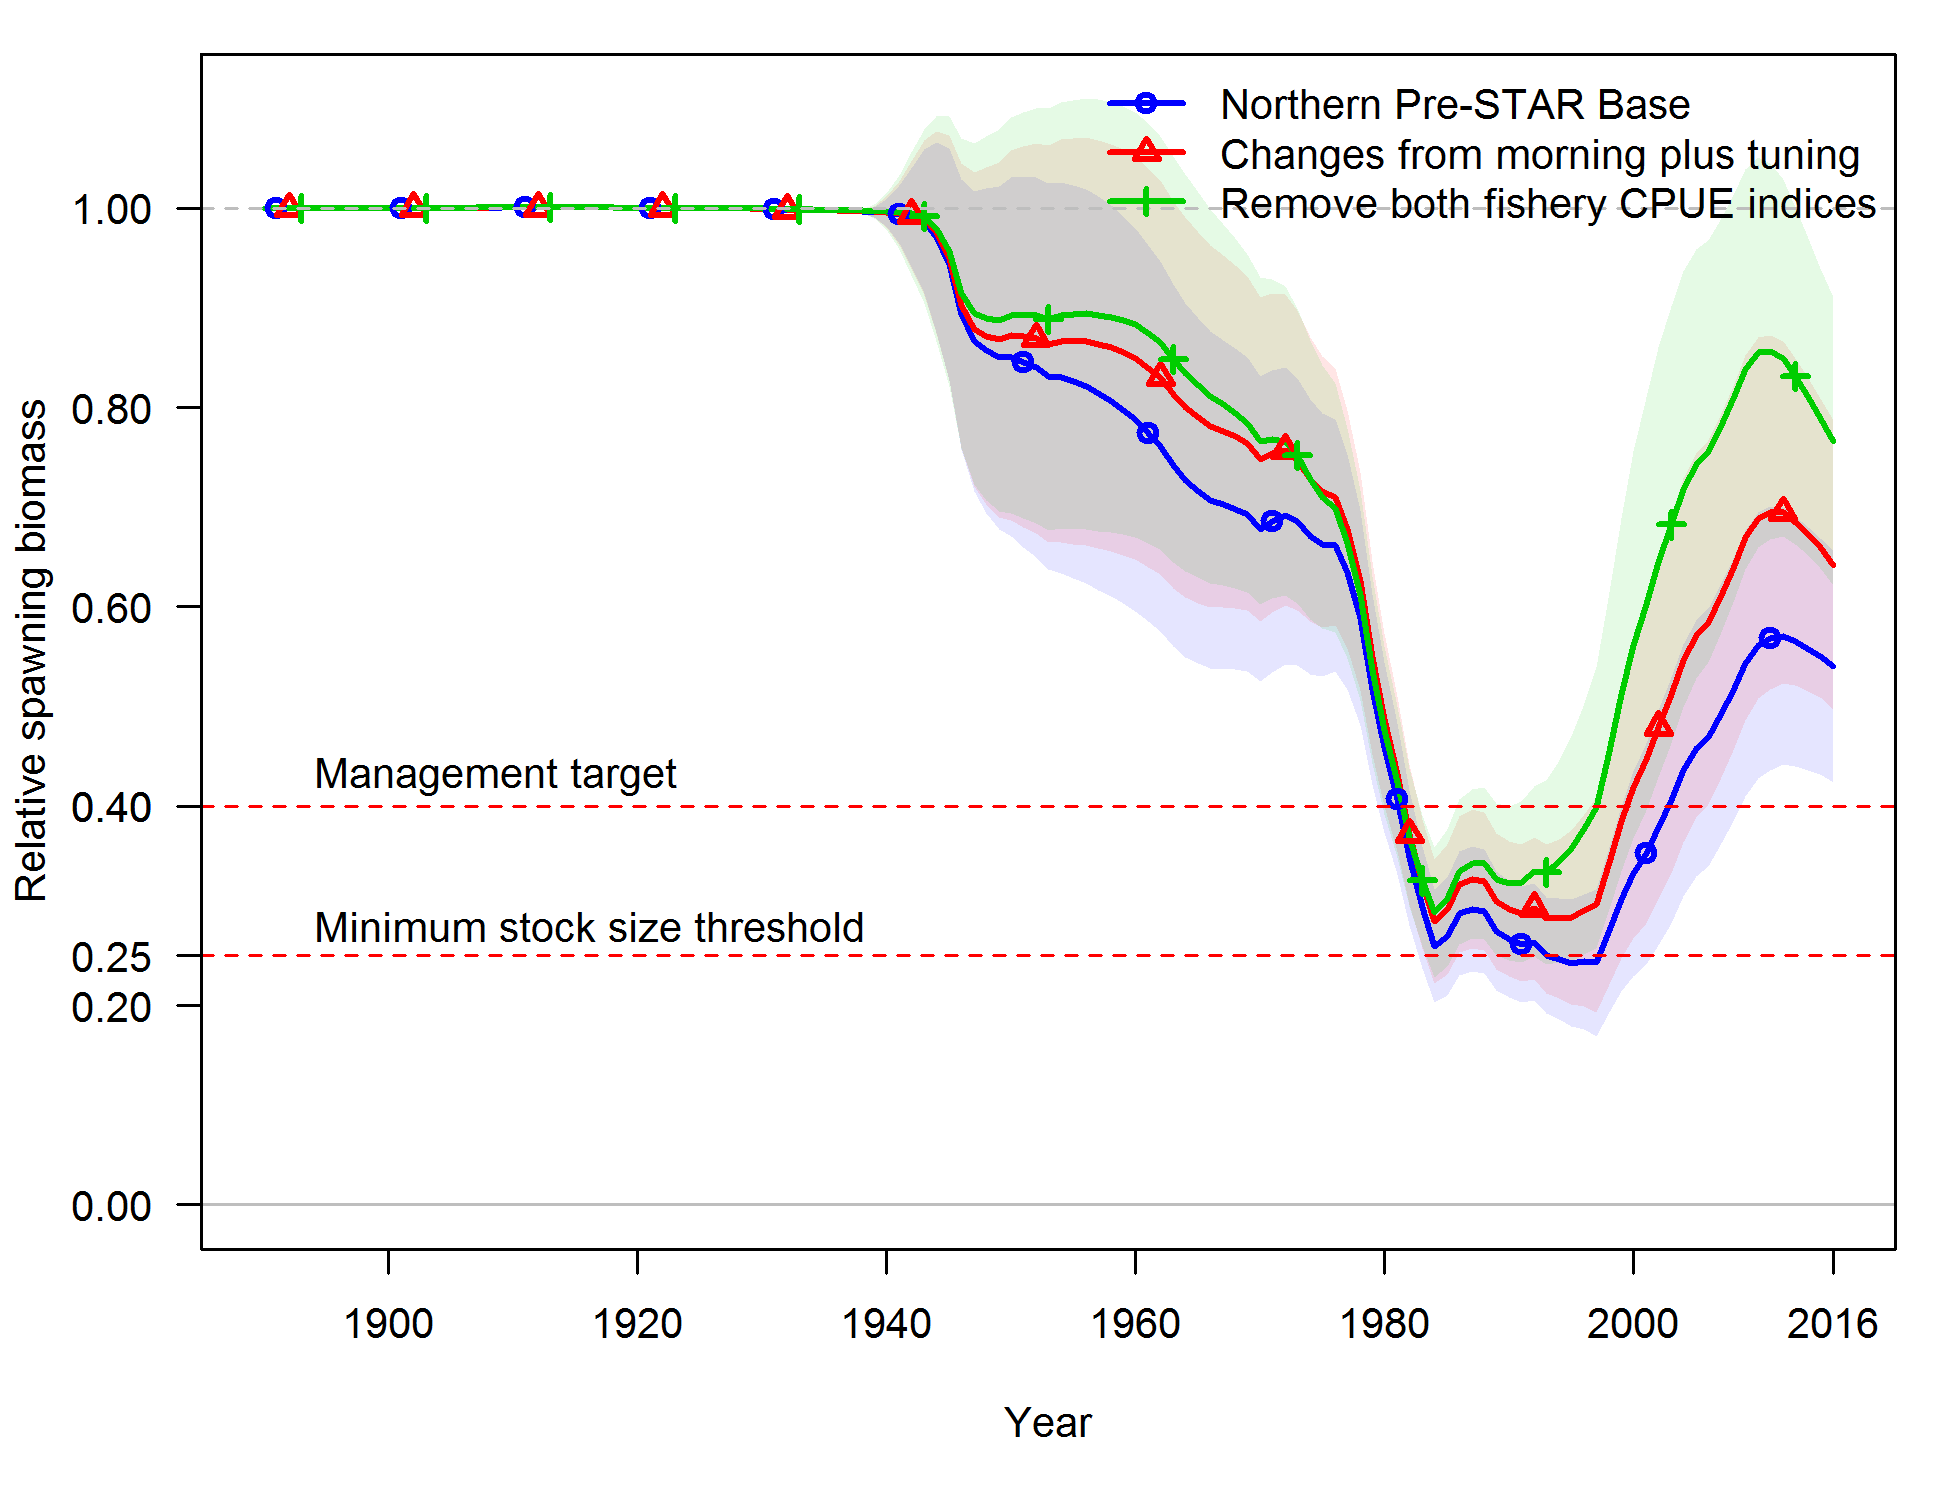 Northern Pre-STAR Base
Changes from morning plus tuning
Remove both fishery CPUE indices
Relative spawning biomass
1.00
0.80
0.60
0.40
0.25
0.20
0.00
Management target
Minimum stock size threshold
1900
1920
1940
1960
1980
2000
2016
Year